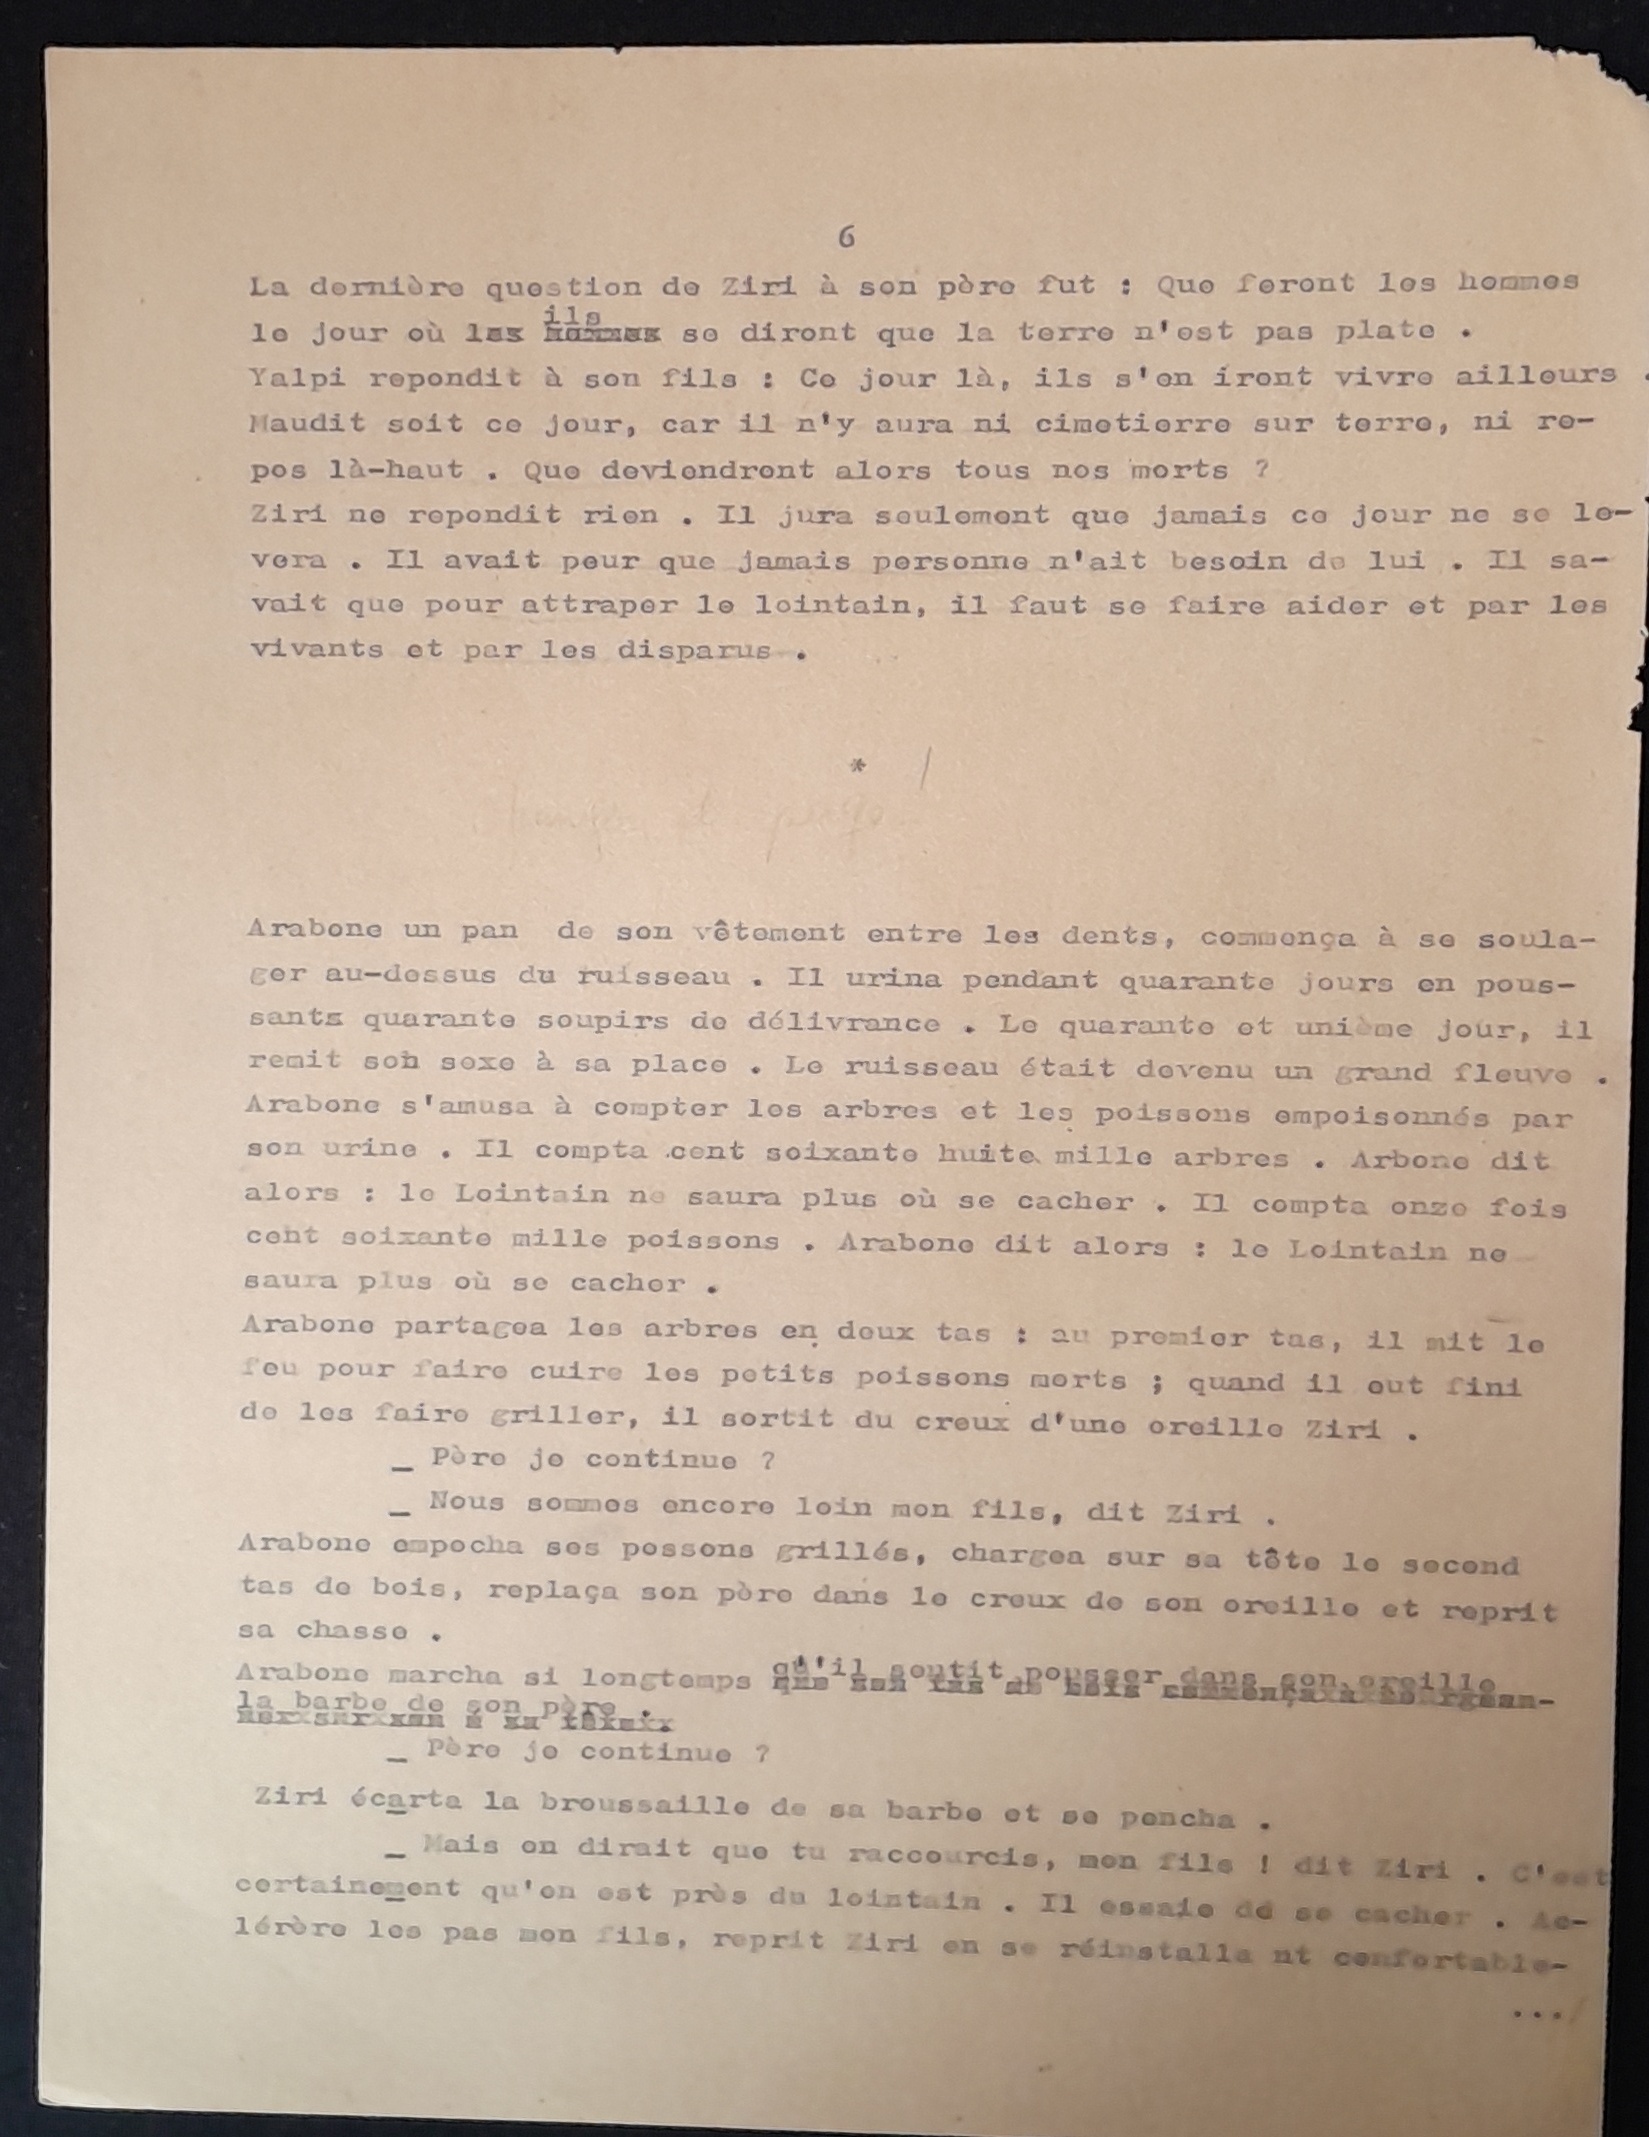 6
La dernière question de Ziri à son père fut : Que feront les hommes
ils
le jour où les hommes se diront que la terre n'est pas plate .
Yalpi repondit à son fils : Ce jour là, ils s'en iront vivre ailleurs .
Maudit soit ce jour, car il n'y aura ni cimetierre sur terre, ni re-
pos là-haut . Que deviendront alors tous nos morts ?
Ziri ne repondit rien . Il jura seulement que jamais ce jour ne se le-
vera . Il avait peur que jamais personne n'ait besoin de lui . Il sa-
vait que pour attraper le lointain, il faut se faire aider et par les
vivants et par les disparus .
* /
Arabone un pan de son vêtement entre les dents, commença à se soula-
ger au-dessus du ruisseau . Il urina pendant quarante jours en pous-
sants quarante soupirs de délivrance . Le quarante et unième jour, il
remit son sexe à sa place . Le ruisseau était devenu un grand fleuve .
Arabone s'amusa à compter les arbres et les poissons empoisonnés par
son urine . Il compta cent soixante huite mille arbres . Arbone dit
alors : le Lointain ne saura plus où se cacher . Il compta onze fois
cent soixante mille poissons . Arabone dit alors : le Lointain ne
saura plus où se cacher .
Arabone partagea les arbres en deux tas : au premier tas, il mit le
feu pour faire cuire les petits poissons morts ; quand il eut fini
de les faire griller, il sortit du creux d'une oreille Ziri .
_ Père je continue ?
_ Nous sommes encore loin mon fils, dit Ziri .
Arabone empocha ses possons grillés, chargea sur sa tête le second
tas de bois, replaça son père dans le creux de son oreille et reprit
sa chasse .
Arabone marcha si longtemps qu'il soutit pousser dans son oreille
la barbe de son père .
_ Père je continue ?
Ziri écarta la broussaille de sa barbe et se pencha .
_ Mais on dirait que tu raccourcis, mon fils ! dit Ziri . C'est
certainement qu'on est près du lointain . Il essaie de se cacher . Ac-
lérère les pas mon fils, reprit Ziri en se réinstalla nt confortable-
.../